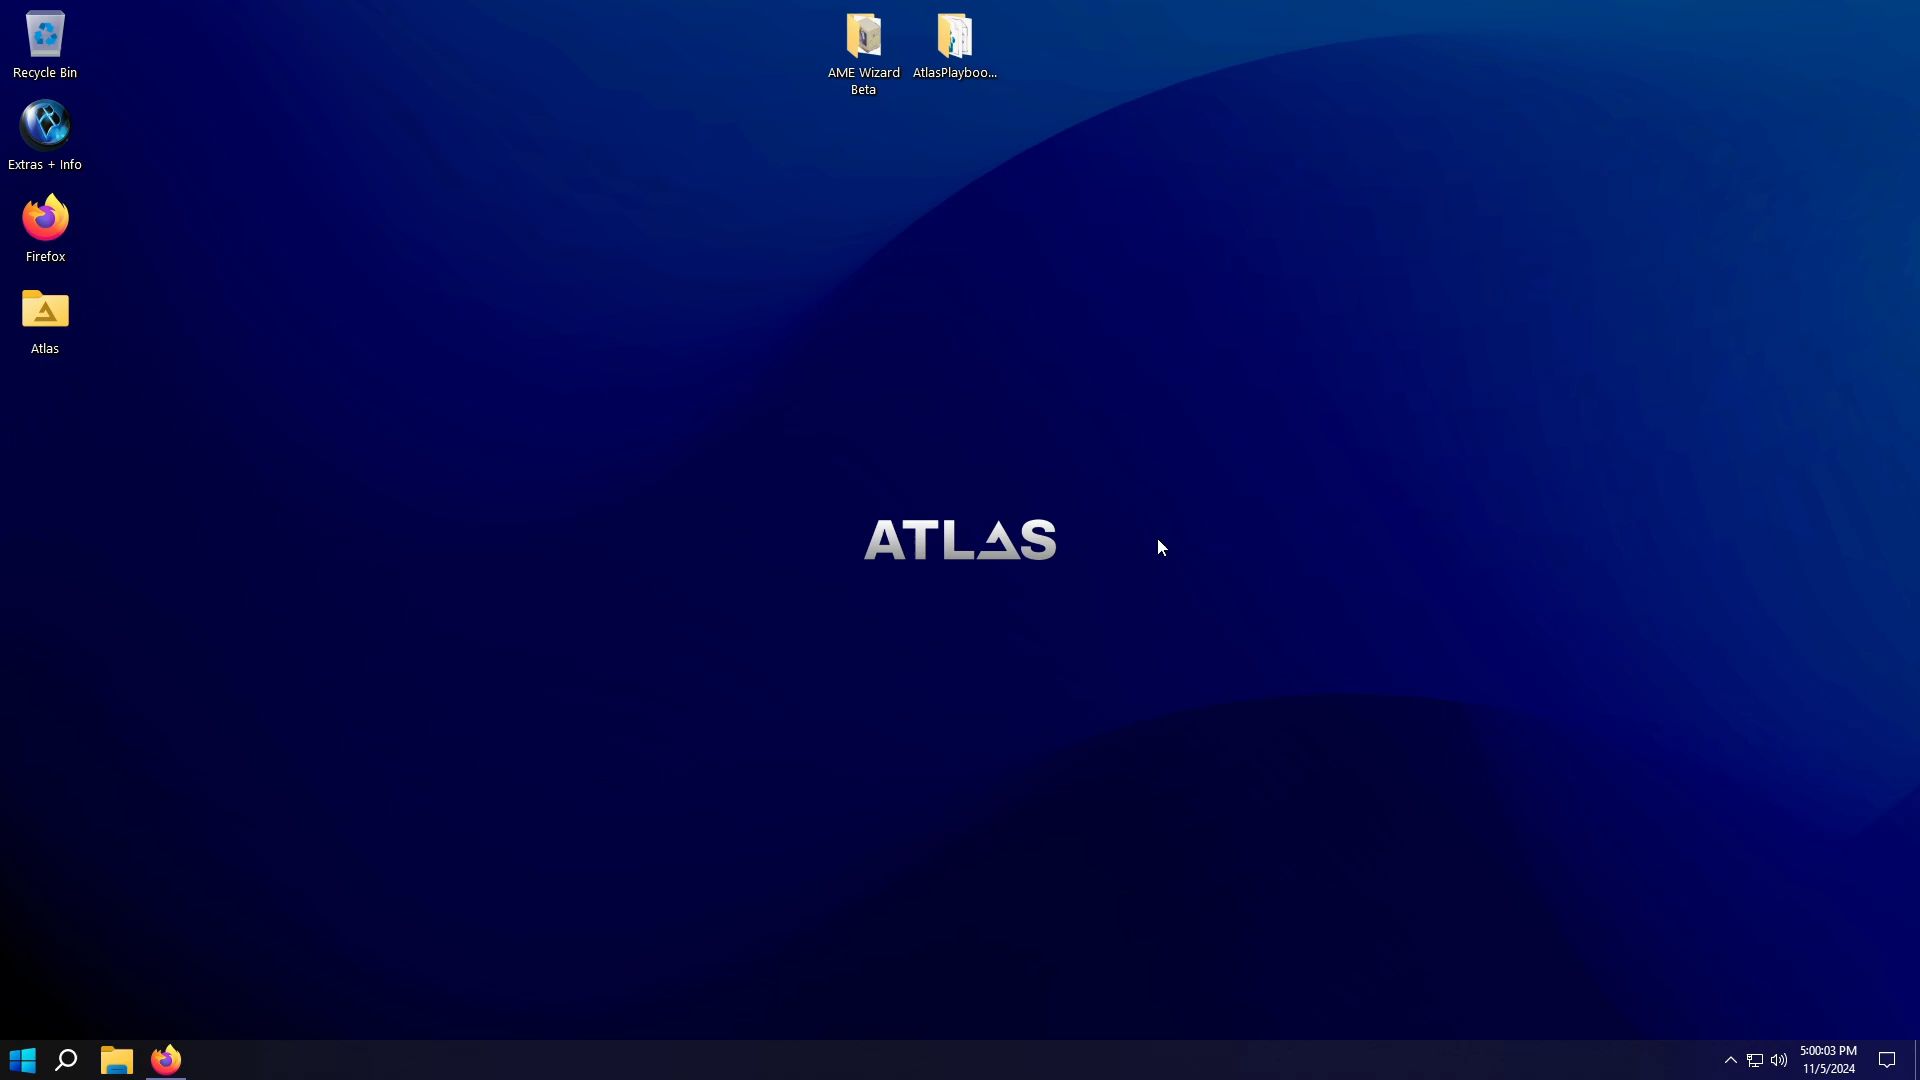 Recycle Bin
Extras + Info
Firefox
Atlas
AME Wizard
Beta
AtlasPlayboo...
ATLAS
5:00:03 PM
11/5/2024